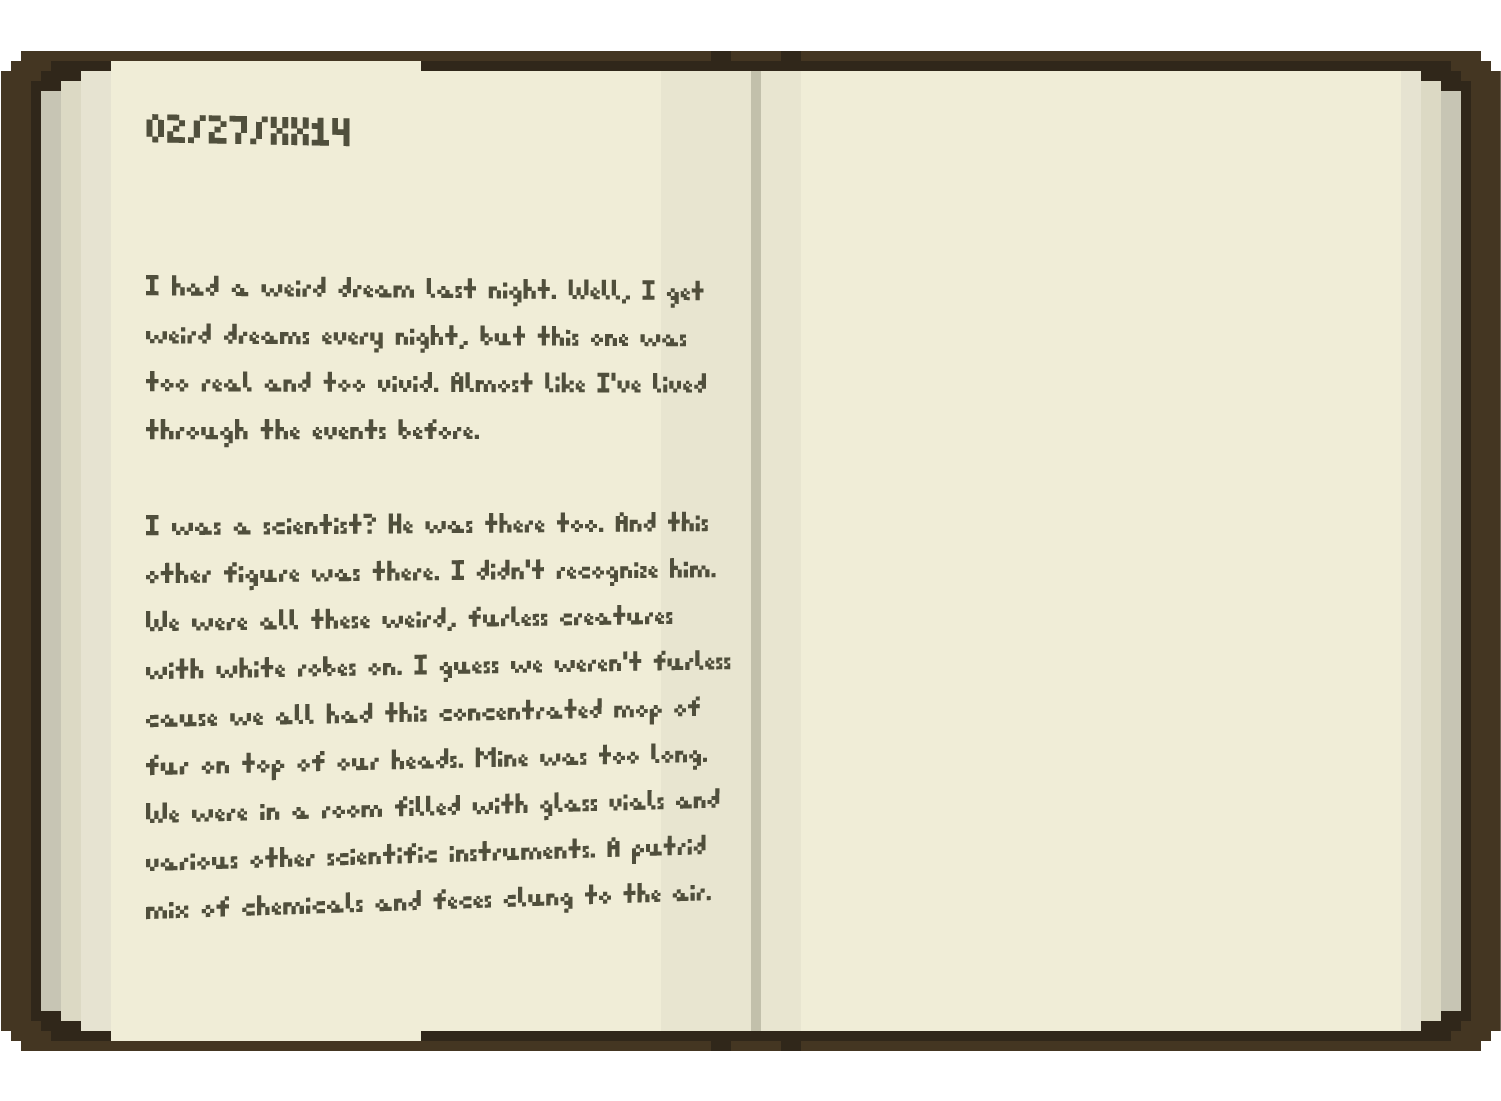 02/27/XX14
I had a weird dream last night. Well, I get
weird dreams every night, but this one was
too real and too vivid. Almost like I've lived
through the events before.
I was a scientist? He was there too. And this
other figure was there. I didn't recognize him.
We were all these weird, furless creatures
with white robes on. I guess we weren't furless
cause we all had this concentrated mop of
fur on top of our heads. Mine was too long.
We were in a room filled with glass vials and
various other scientific instruments. A putrid
mix of chemicals and feces clung to the air.